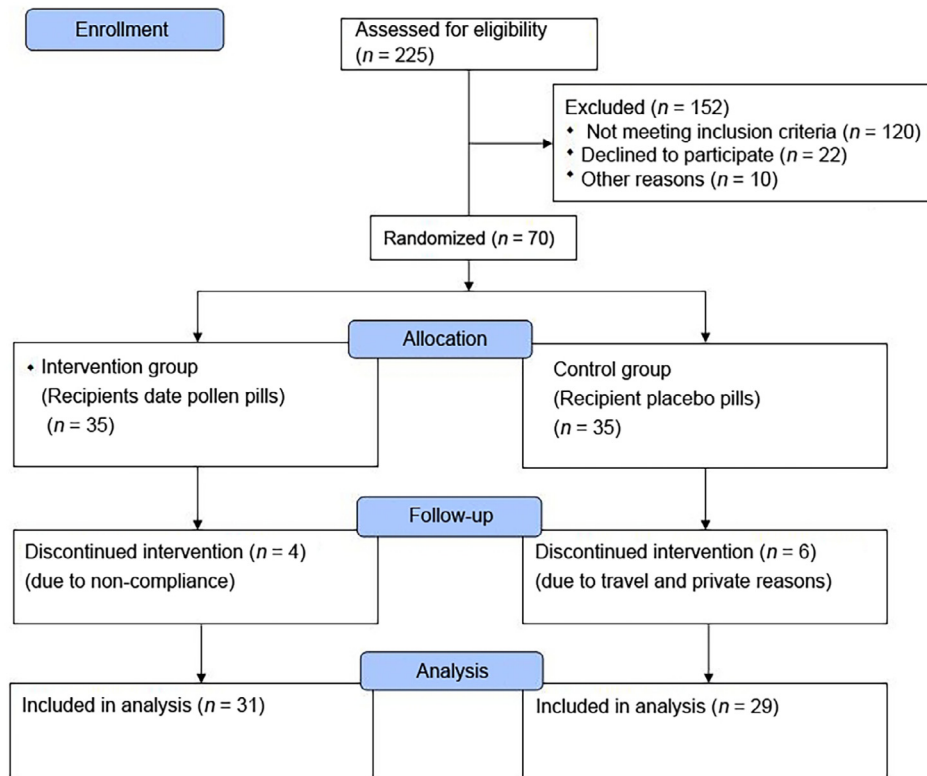 Enrollment
Assessed for eligibility
(n = 225)
Excluded (n = 152)
⬥ Not meeting inclusion criteria (n = 120)
⬥ Declined to participate (n = 22)
⬥ Other reasons (n = 10)
Randomized (n = 70)
Allocation
⬥ Intervention group
(Recipients date pollen pills)
(n = 35)
Control group
(Recipient placebo pills)
(n = 35)
Follow-up
Discontinued intervention (n = 4)
(due to non-compliance)
Discontinued intervention (n = 6)
(due to travel and private reasons)
Analysis
Included in analysis (n = 31)
Included in analysis (n = 29)